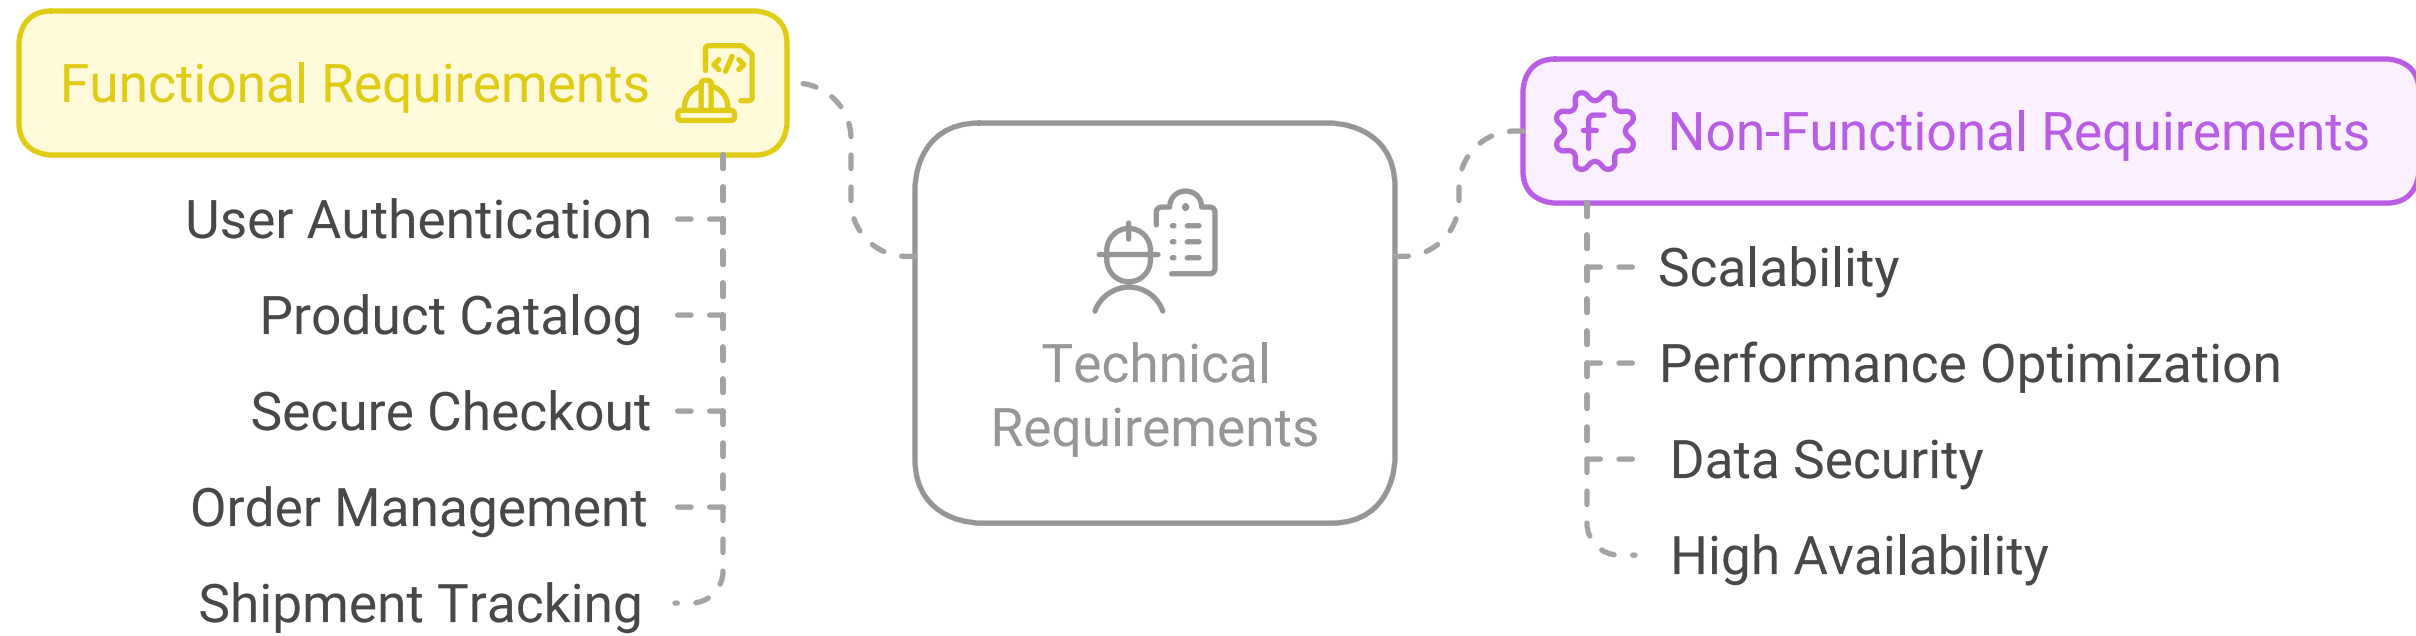 Functional Requirements
User Authentication
Product Catalog
Secure Checkout
Order Management
Shipment Tracking
Technical
Requirements
Non-Functional Requirements
Scalability
Performance Optimization
Data Security
High Availability